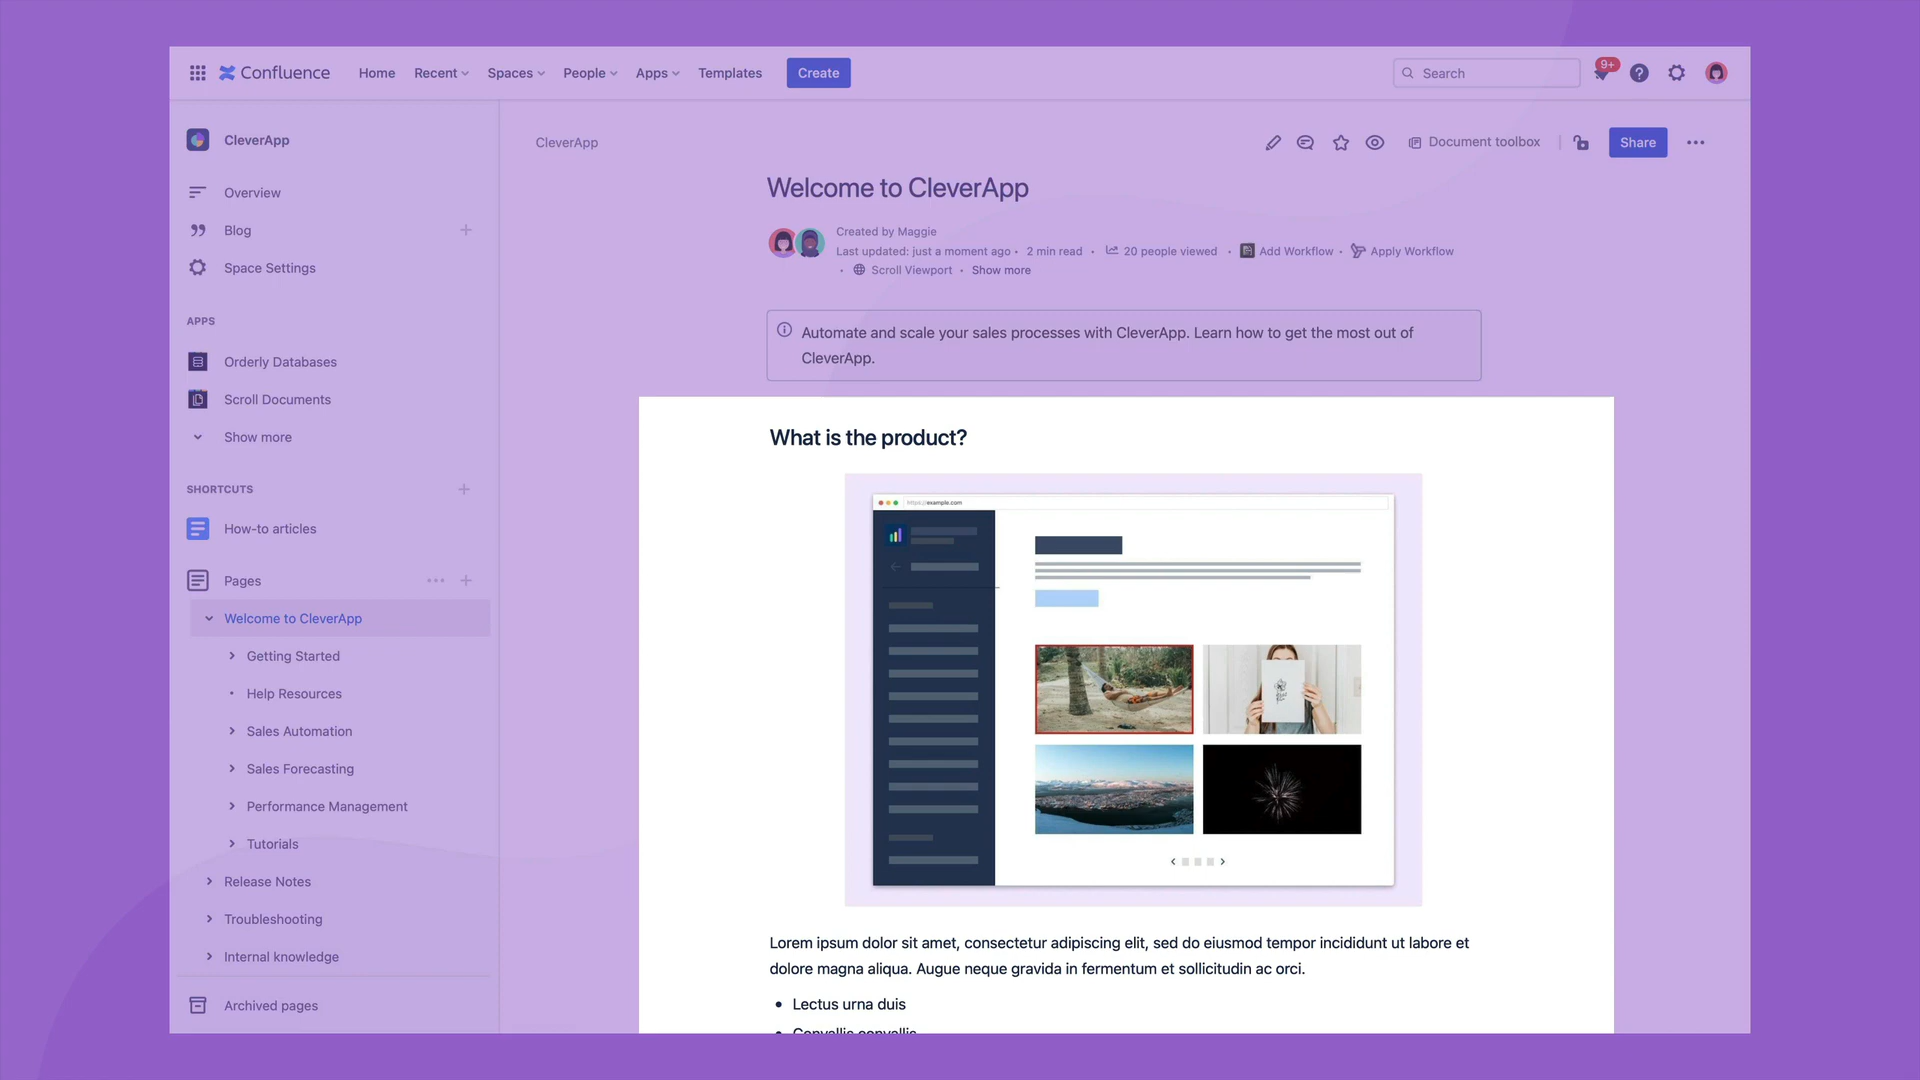 Confluence Home Recent Spaces People Apps Templates Create Search 9+
CleverApp
Overview
Blog
Space Settings
APPS
Orderly Databases
Scroll Documents
Show more
SHORTCUTS
How-to articles
Pages
Welcome to CleverApp
Getting Started
Help Resources
Sales Automation
Sales Forecasting
Performance Management
Tutorials
Release Notes
Troubleshooting
Internal knowledge
Archived pages
CleverApp Document toolbox Share
Welcome to CleverApp
Created by Maggie
Last updated: just a moment ago • 2 min read • 20 people viewed • Add Workflow • Apply Workflow
• Scroll Viewport • Show more
Automate and scale your sales processes with CleverApp. Learn how to get the most out of
CleverApp.
What is the product?
https://example.com
Lorem ipsum dolor sit amet, consectetur adipiscing elit, sed do eiusmod tempor incididunt ut labore et
dolore magna aliqua. Augue neque gravida in fermentum et sollicitudin ac orci.
• Lectus urna duis
• Convallis convallis